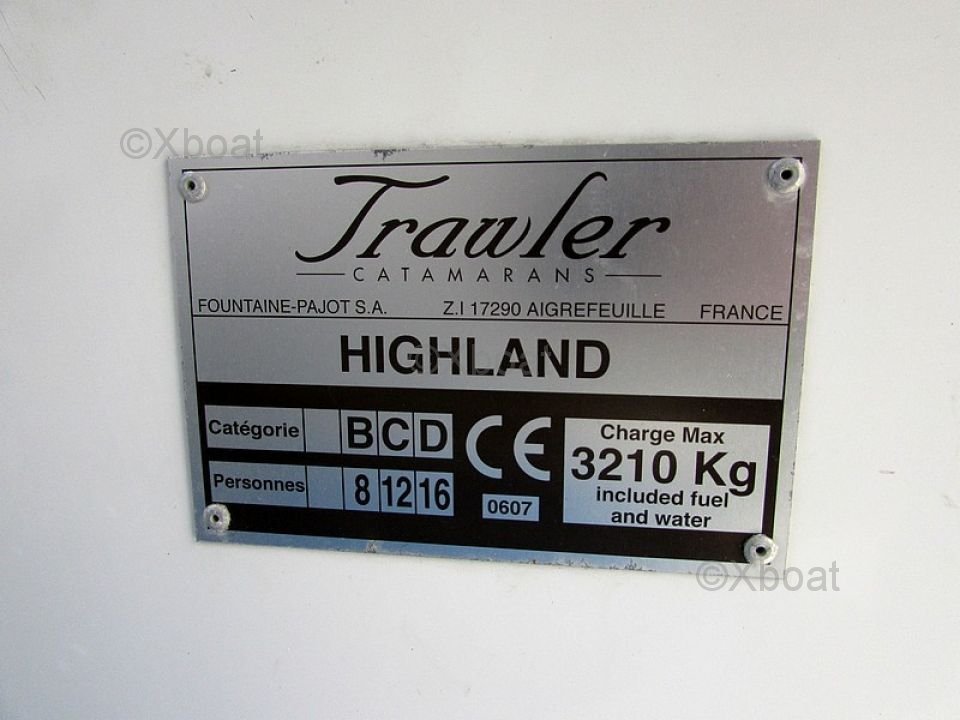 ©Xboat
Trawler
CATAMARANS
FOUNTAINE-PAJOT S.A. Z.I 17290 AIGREFEUILLE FRANCE
HIGHLAND
Catégorie B C D
Personnes 8 12 16
CE
0607
Charge Max
3210 Kg
included fuel
and water
©Xboat